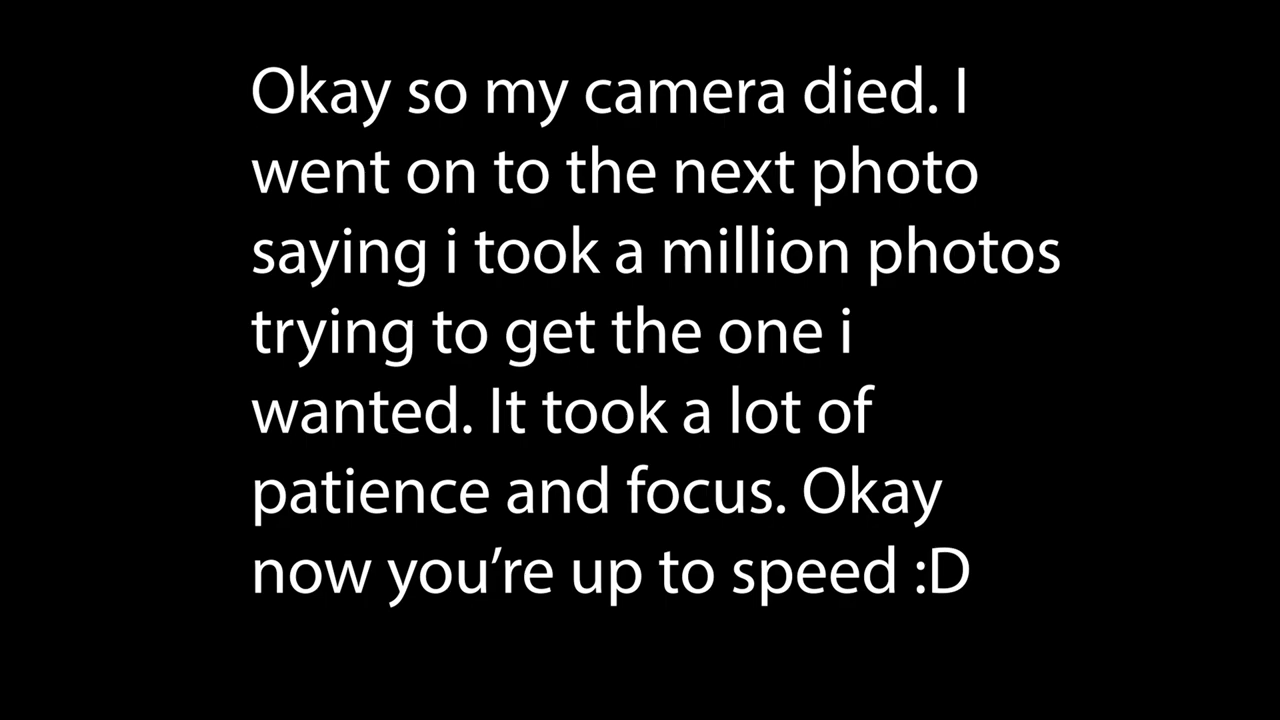 Okay so my camera died. I
went on to the next photo
saying i took a million photos
trying to get the one i
wanted. It took a lot of
patience and focus. Okay
now you’re up to speed :D